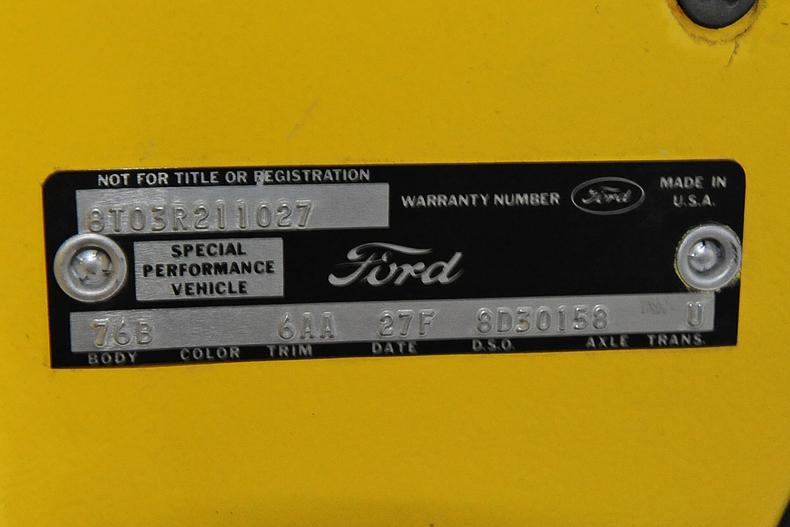 NOT FOR TITLE OR REGISTRATION
8T03R211027
WARRANTY NUMBER
Ford
MADE IN
U.S.A.
SPECIAL
PERFORMANCE
VEHICLE
Ford
76B 6AA 27F 8D30158 U
BODY COLOR TRIM DATE D.S.O. AXLE TRANS.